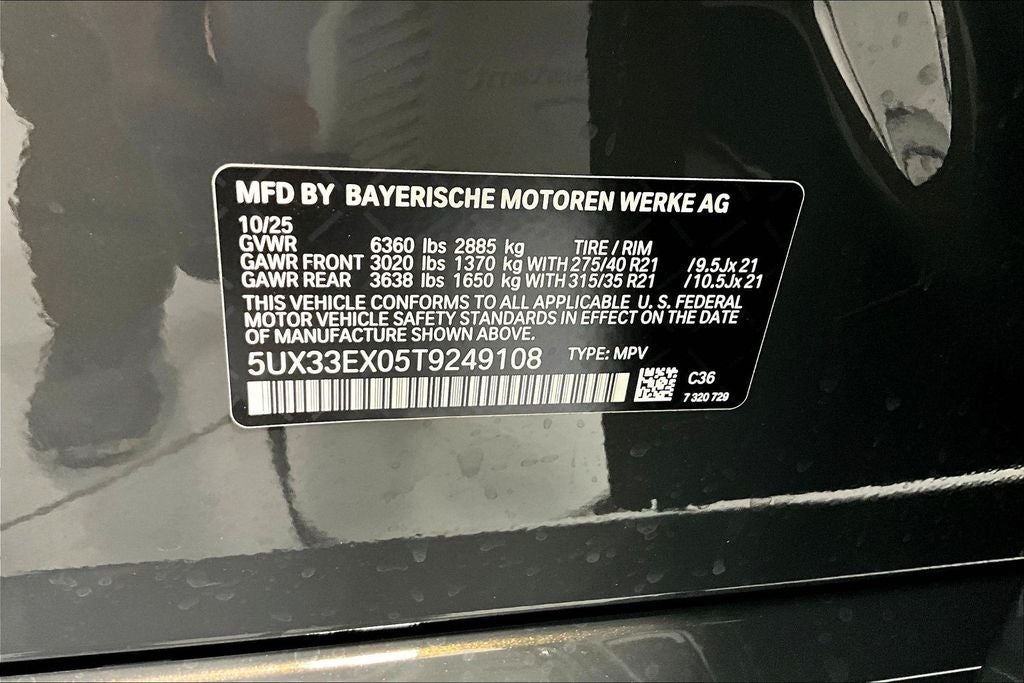 MFD BY BAYERISCHE MOTOREN WERKE AG
10/25
GVWR 6360 lbs 2885 kg TIRE / RIM
GAWR FRONT 3020 lbs 1370 kg WITH 275/40 R21 /9.5Jx 21
GAWR REAR 3638 lbs 1650 kg WITH 315/35 R21 /10.5Jx 21
THIS VEHICLE CONFORMS TO ALL APPLICABLE U. S. FEDERAL
MOTOR VEHICLE SAFETY STANDARDS IN EFFECT ON THE DATE
OF MANUFACTURE SHOWN ABOVE.
5UX33EX05T9249108 TYPE: MPV
C36
7 320 729